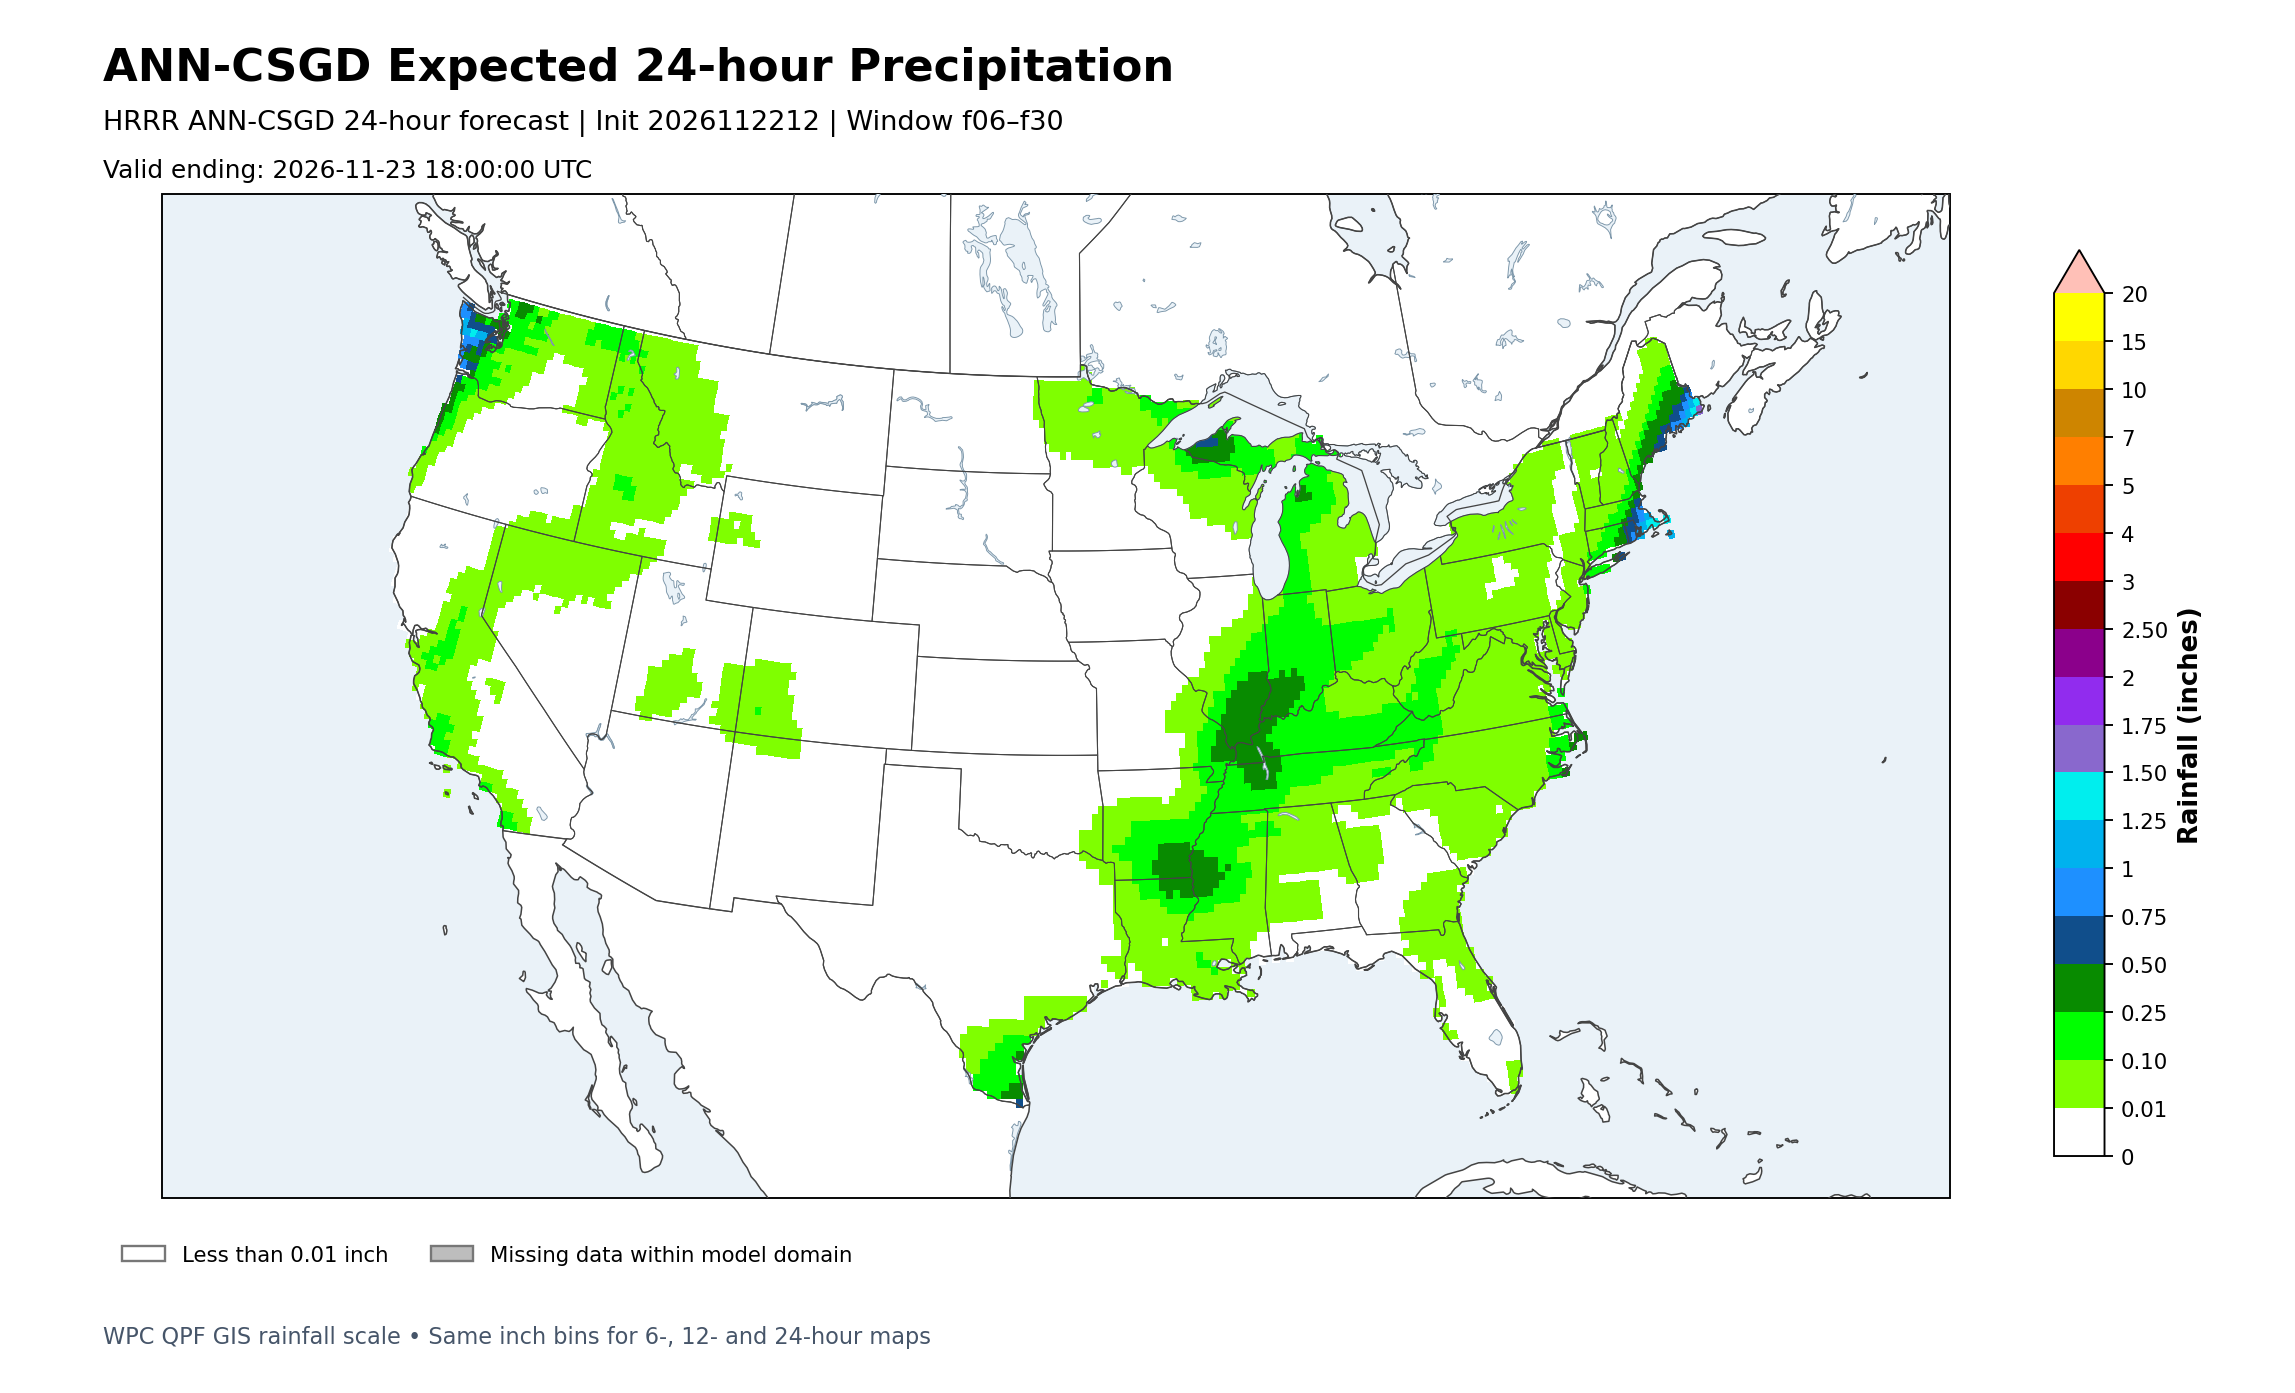 ANN-CSGD Expected 24-hour Precipitation
HRRR ANN-CSGD 24-hour forecast | Init 2026112212 | Window f06–f30
Valid ending: 2026-11-23 18:00:00 UTC
20
15
10
7
5
4
3
2.50
2
1.75
1.50
1.25
1
0.75
0.50
0.25
0.10
0.01
0
Rainfall (inches)
Less than 0.01 inch
Missing data within model domain
WPC QPF GIS rainfall scale • Same inch bins for 6-, 12- and 24-hour maps